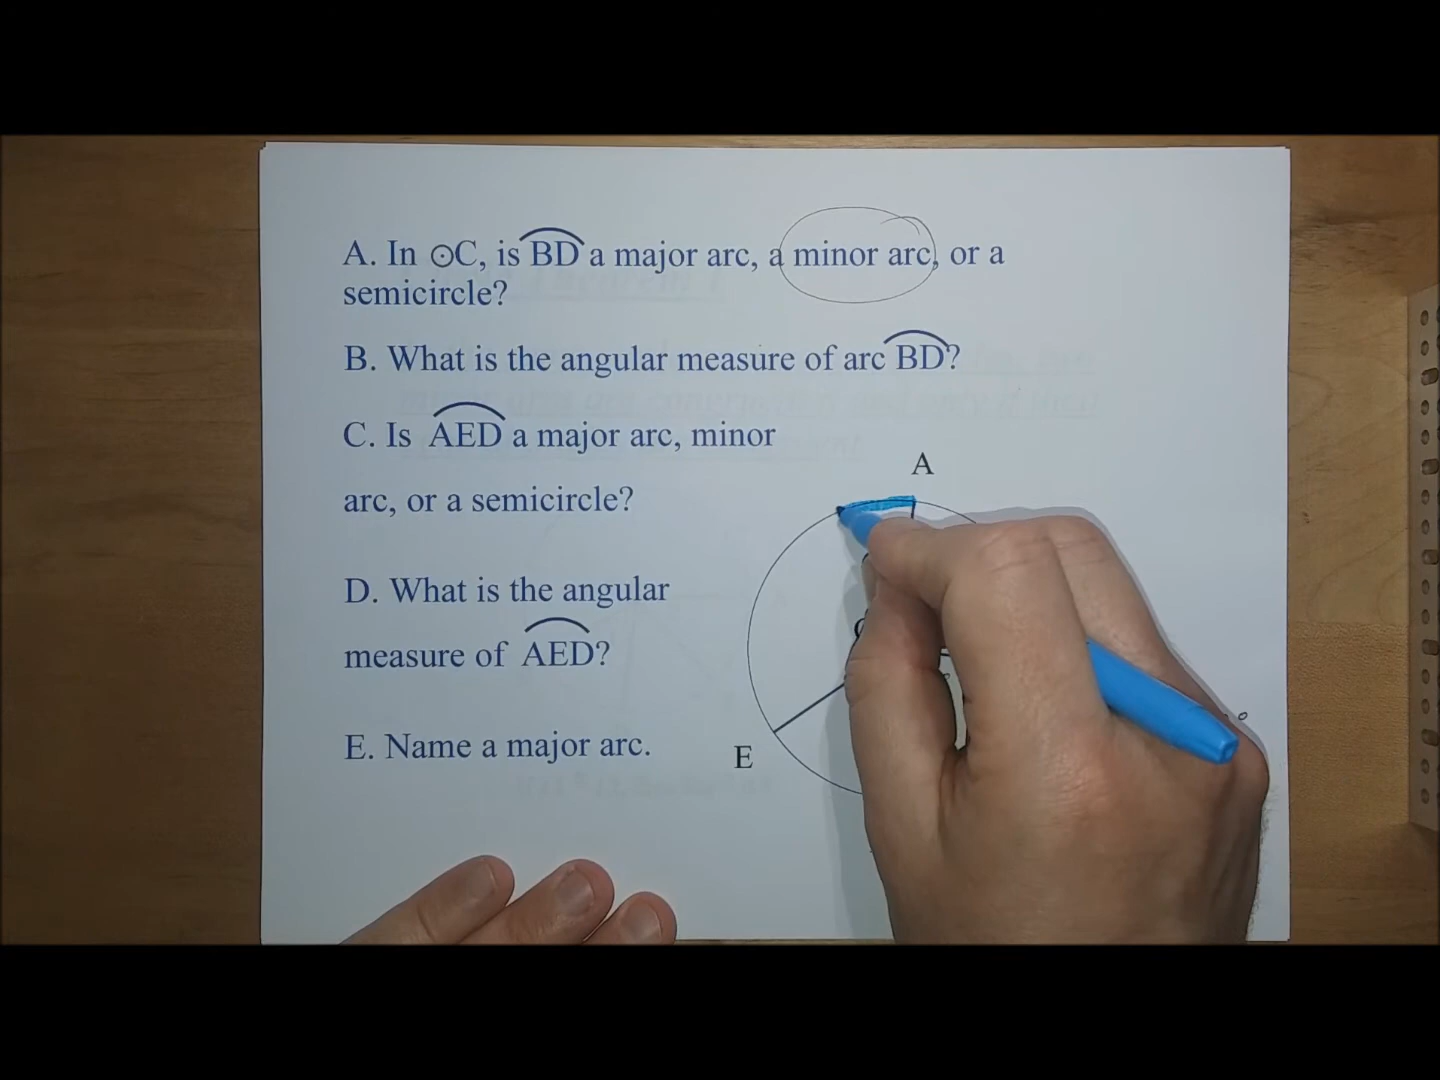 A. In ⊙C, is BD a major arc, a minor arc, or a
semicircle?
B. What is the angular measure of arc BD?
C. Is AED a major arc, minor
arc, or a semicircle?
A
D. What is the angular
measure of AED?
E. Name a major arc.
E